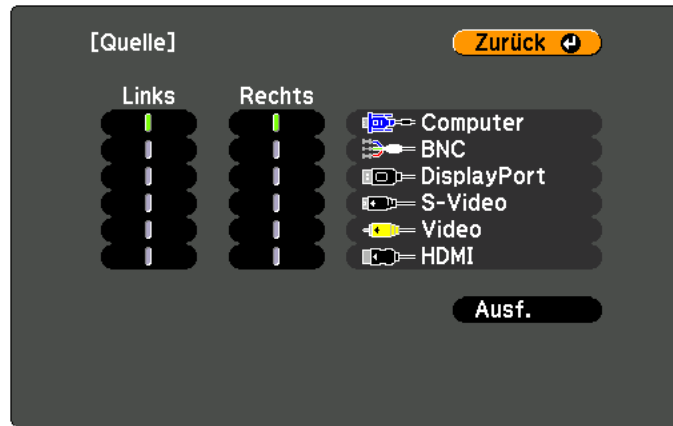 [Quelle]
Zurück
Links Rechts
Computer
BNC
DisplayPort
S-Video
Video
HDMI
Ausf.